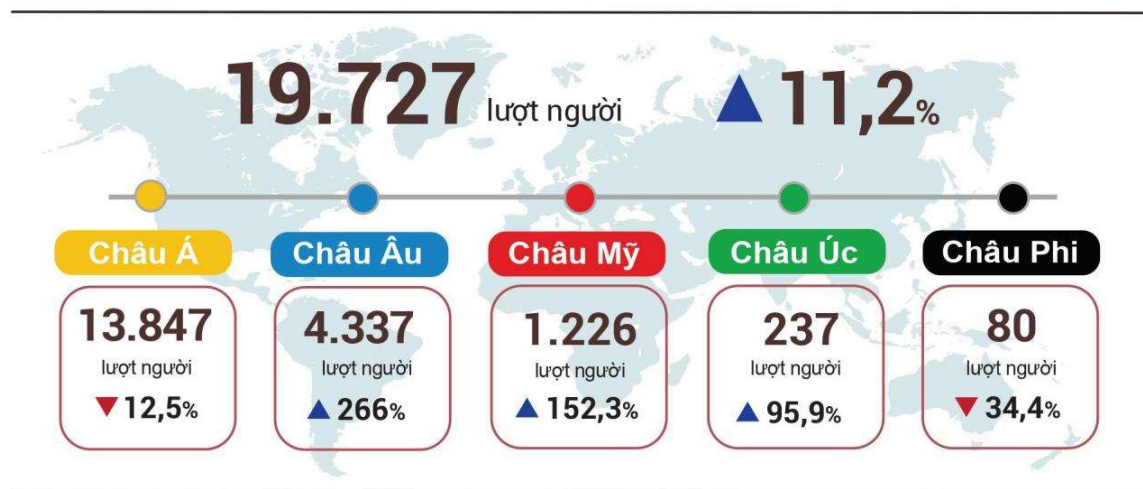 19.727 lượt người ▲ 11,2%
Châu Á
13.847
lượt người
▼ 12,5%
Châu Âu
4.337
lượt người
▲ 266%
Châu Mỹ
1.226
lượt người
▲ 152,3%
Châu Úc
237
lượt người
▲ 95,9%
Châu Phi
80
lượt người
▼ 34,4%